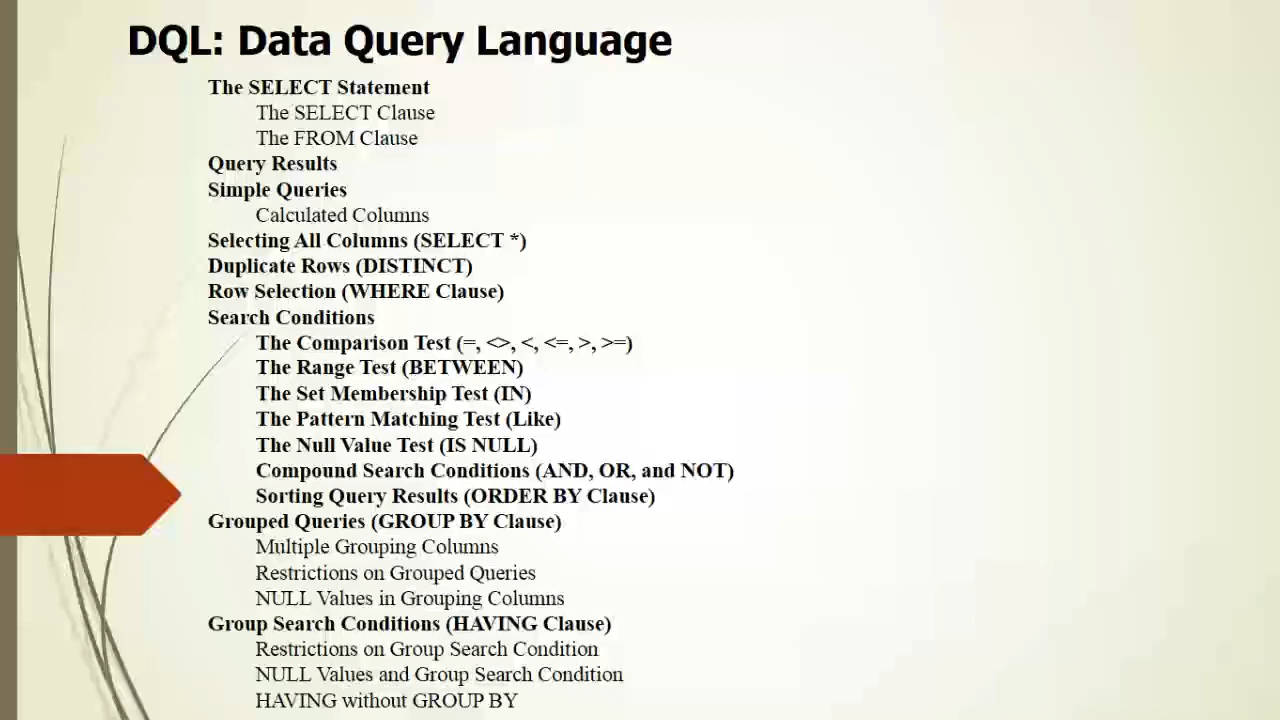 DQL: Data Query Language
The SELECT Statement
The SELECT Clause
The FROM Clause
Query Results
Simple Queries
Calculated Columns
Selecting All Columns (SELECT *)
Duplicate Rows (DISTINCT)
Row Selection (WHERE Clause)
Search Conditions
The Comparison Test (=, <>, <, <=, >, >=)
The Range Test (BETWEEN)
The Set Membership Test (IN)
The Pattern Matching Test (Like)
The Null Value Test (IS NULL)
Compound Search Conditions (AND, OR, and NOT)
Sorting Query Results (ORDER BY Clause)
Grouped Queries (GROUP BY Clause)
Multiple Grouping Columns
Restrictions on Grouped Queries
NULL Values in Grouping Columns
Group Search Conditions (HAVING Clause)
Restrictions on Group Search Condition
NULL Values and Group Search Condition
HAVING without GROUP BY